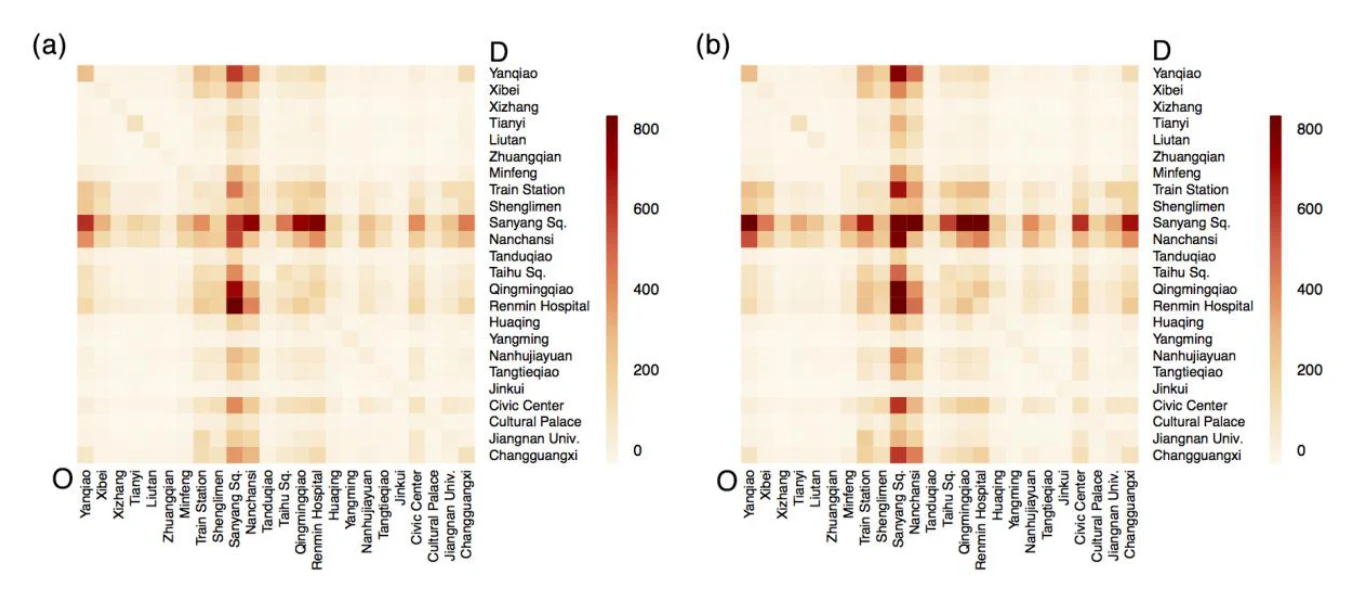 (a)
D
Yanqiao
Xibei
Xizhang
Tianyi
Liutan
Zhuangqian
Minfeng
Train Station
Shenglimen
Sanyang Sq.
Nanchansi
Tanduqiao
Taihu Sq.
Qingmingqiao
Renmin Hospital
Huaqing
Yangming
Nanhujiayuan
Tangtieqiao
Jinkui
Civic Center
Cultural Palace
Jiangnan Univ.
Changguangxi
800
600
400
200
0
O
Yanqiao
Xibei
Xizhang
Tianyi
Liutan
Zhuangqian
Minfeng
Train Station
Shenglimen
Sanyang Sq.
Nanchansi
Tanduqiao
Taihu Sq.
Qingmingqiao
Renmin Hospital
Huaqing
Yangming
Nanhujiayuan
Tangtieqiao
Jinkui
Civic Center
Cultural Palace
Jiangnan Univ.
Changguangxi
(b)
D
Yanqiao
Xibei
Xizhang
Tianyi
Liutan
Zhuangqian
Minfeng
Train Station
Shenglimen
Sanyang Sq.
Nanchansi
Tanduqiao
Taihu Sq.
Qingmingqiao
Renmin Hospital
Huaqing
Yangming
Nanhujiayuan
Tangtieqiao
Jinkui
Civic Center
Cultural Palace
Jiangnan Univ.
Changguangxi
800
600
400
200
0
O
Yanqiao
Xibei
Xizhang
Tianyi
Liutan
Zhuangqian
Minfeng
Train Station
Shenglimen
Sanyang Sq.
Nanchansi
Tanduqiao
Taihu Sq.
Qingmingqiao
Renmin Hospital
Huaqing
Yangming
Nanhujiayuan
Tangtieqiao
Jinkui
Civic Center
Cultural Palace
Jiangnan Univ.
Changguangxi